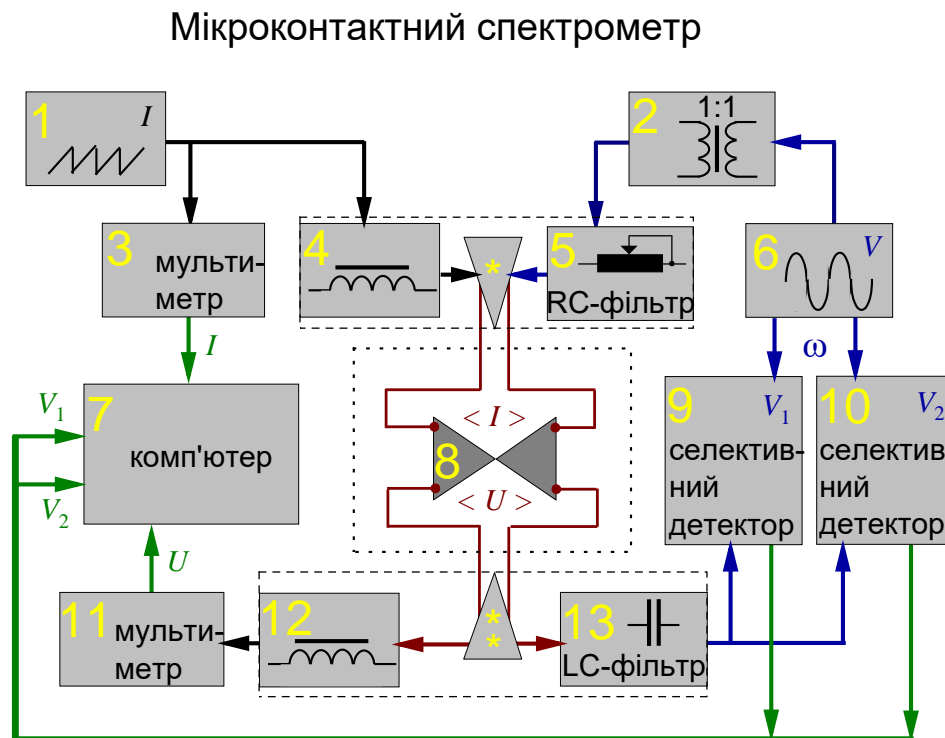 Мікроконтактний спектрометр
1
I
2
1:1
3
мульти-
метр
4
*
5
RC-фільтр
6
V
I
ω
V1
7
комп'ютер
V2
U
< I >
8
< U >
9
V1
селектив-
ний
детектор
10
V2
селектив-
ний
детектор
11
мульти-
метр
12
*
*
13
LC-фільтр